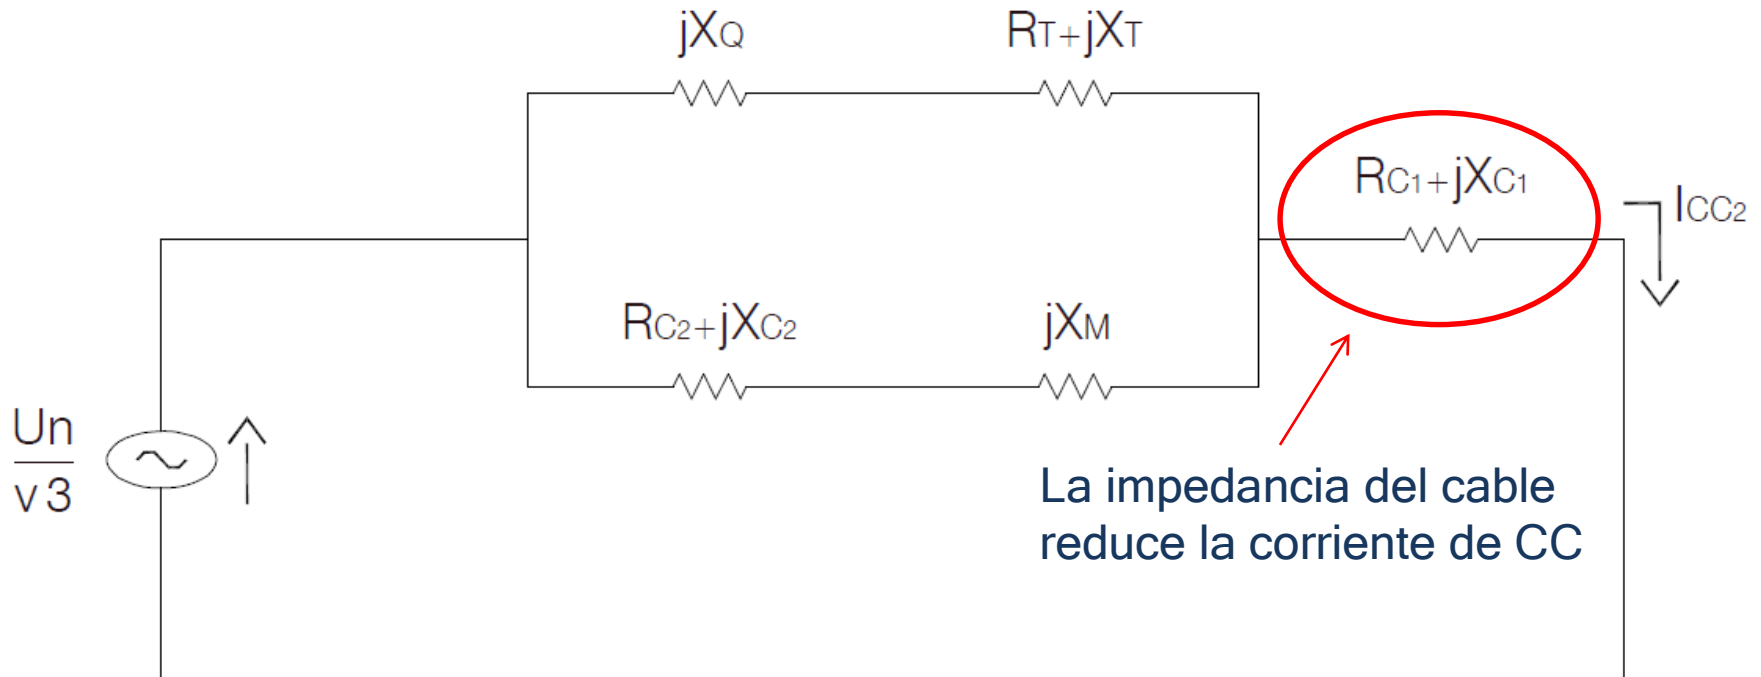 jXQ
RT+jXT
RC1+jXC1
ICC2
RC2+jXC2
jXM
Un
v3
La impedancia del cable
reduce la corriente de CC